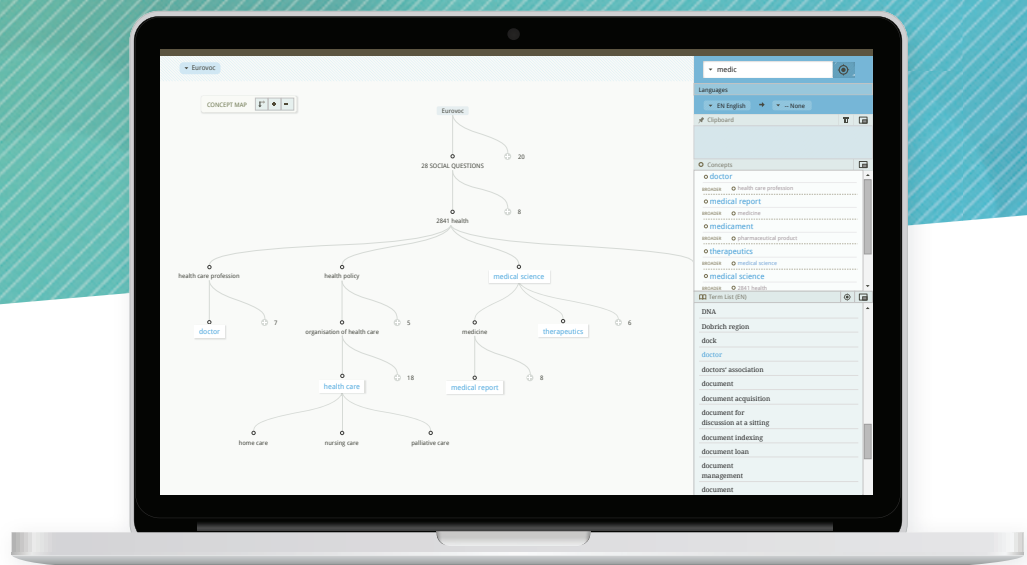 Eurovoc
medic
Languages
EN English
-- None
CONCEPT MAP
Clipboard
Eurovoc
20
28 SOCIAL QUESTIONS
8
2841 health
health care profession
health policy
medical science
7
5
6
doctor
organisation of health care
medicine
therapeutics
18
8
health care
medical report
home care
nursing care
palliative care
Concepts
doctor
BROADER health care profession
medical report
BROADER medicine
medicament
BROADER pharmaceutical product
therapeutics
BROADER medical science
medical science
BROADER 2841 health
Term List (EN)
DNA
Dobrich region
dock
doctor
doctors' association
document
document acquisition
document for
discussion at a sitting
document indexing
document loan
document
management
document